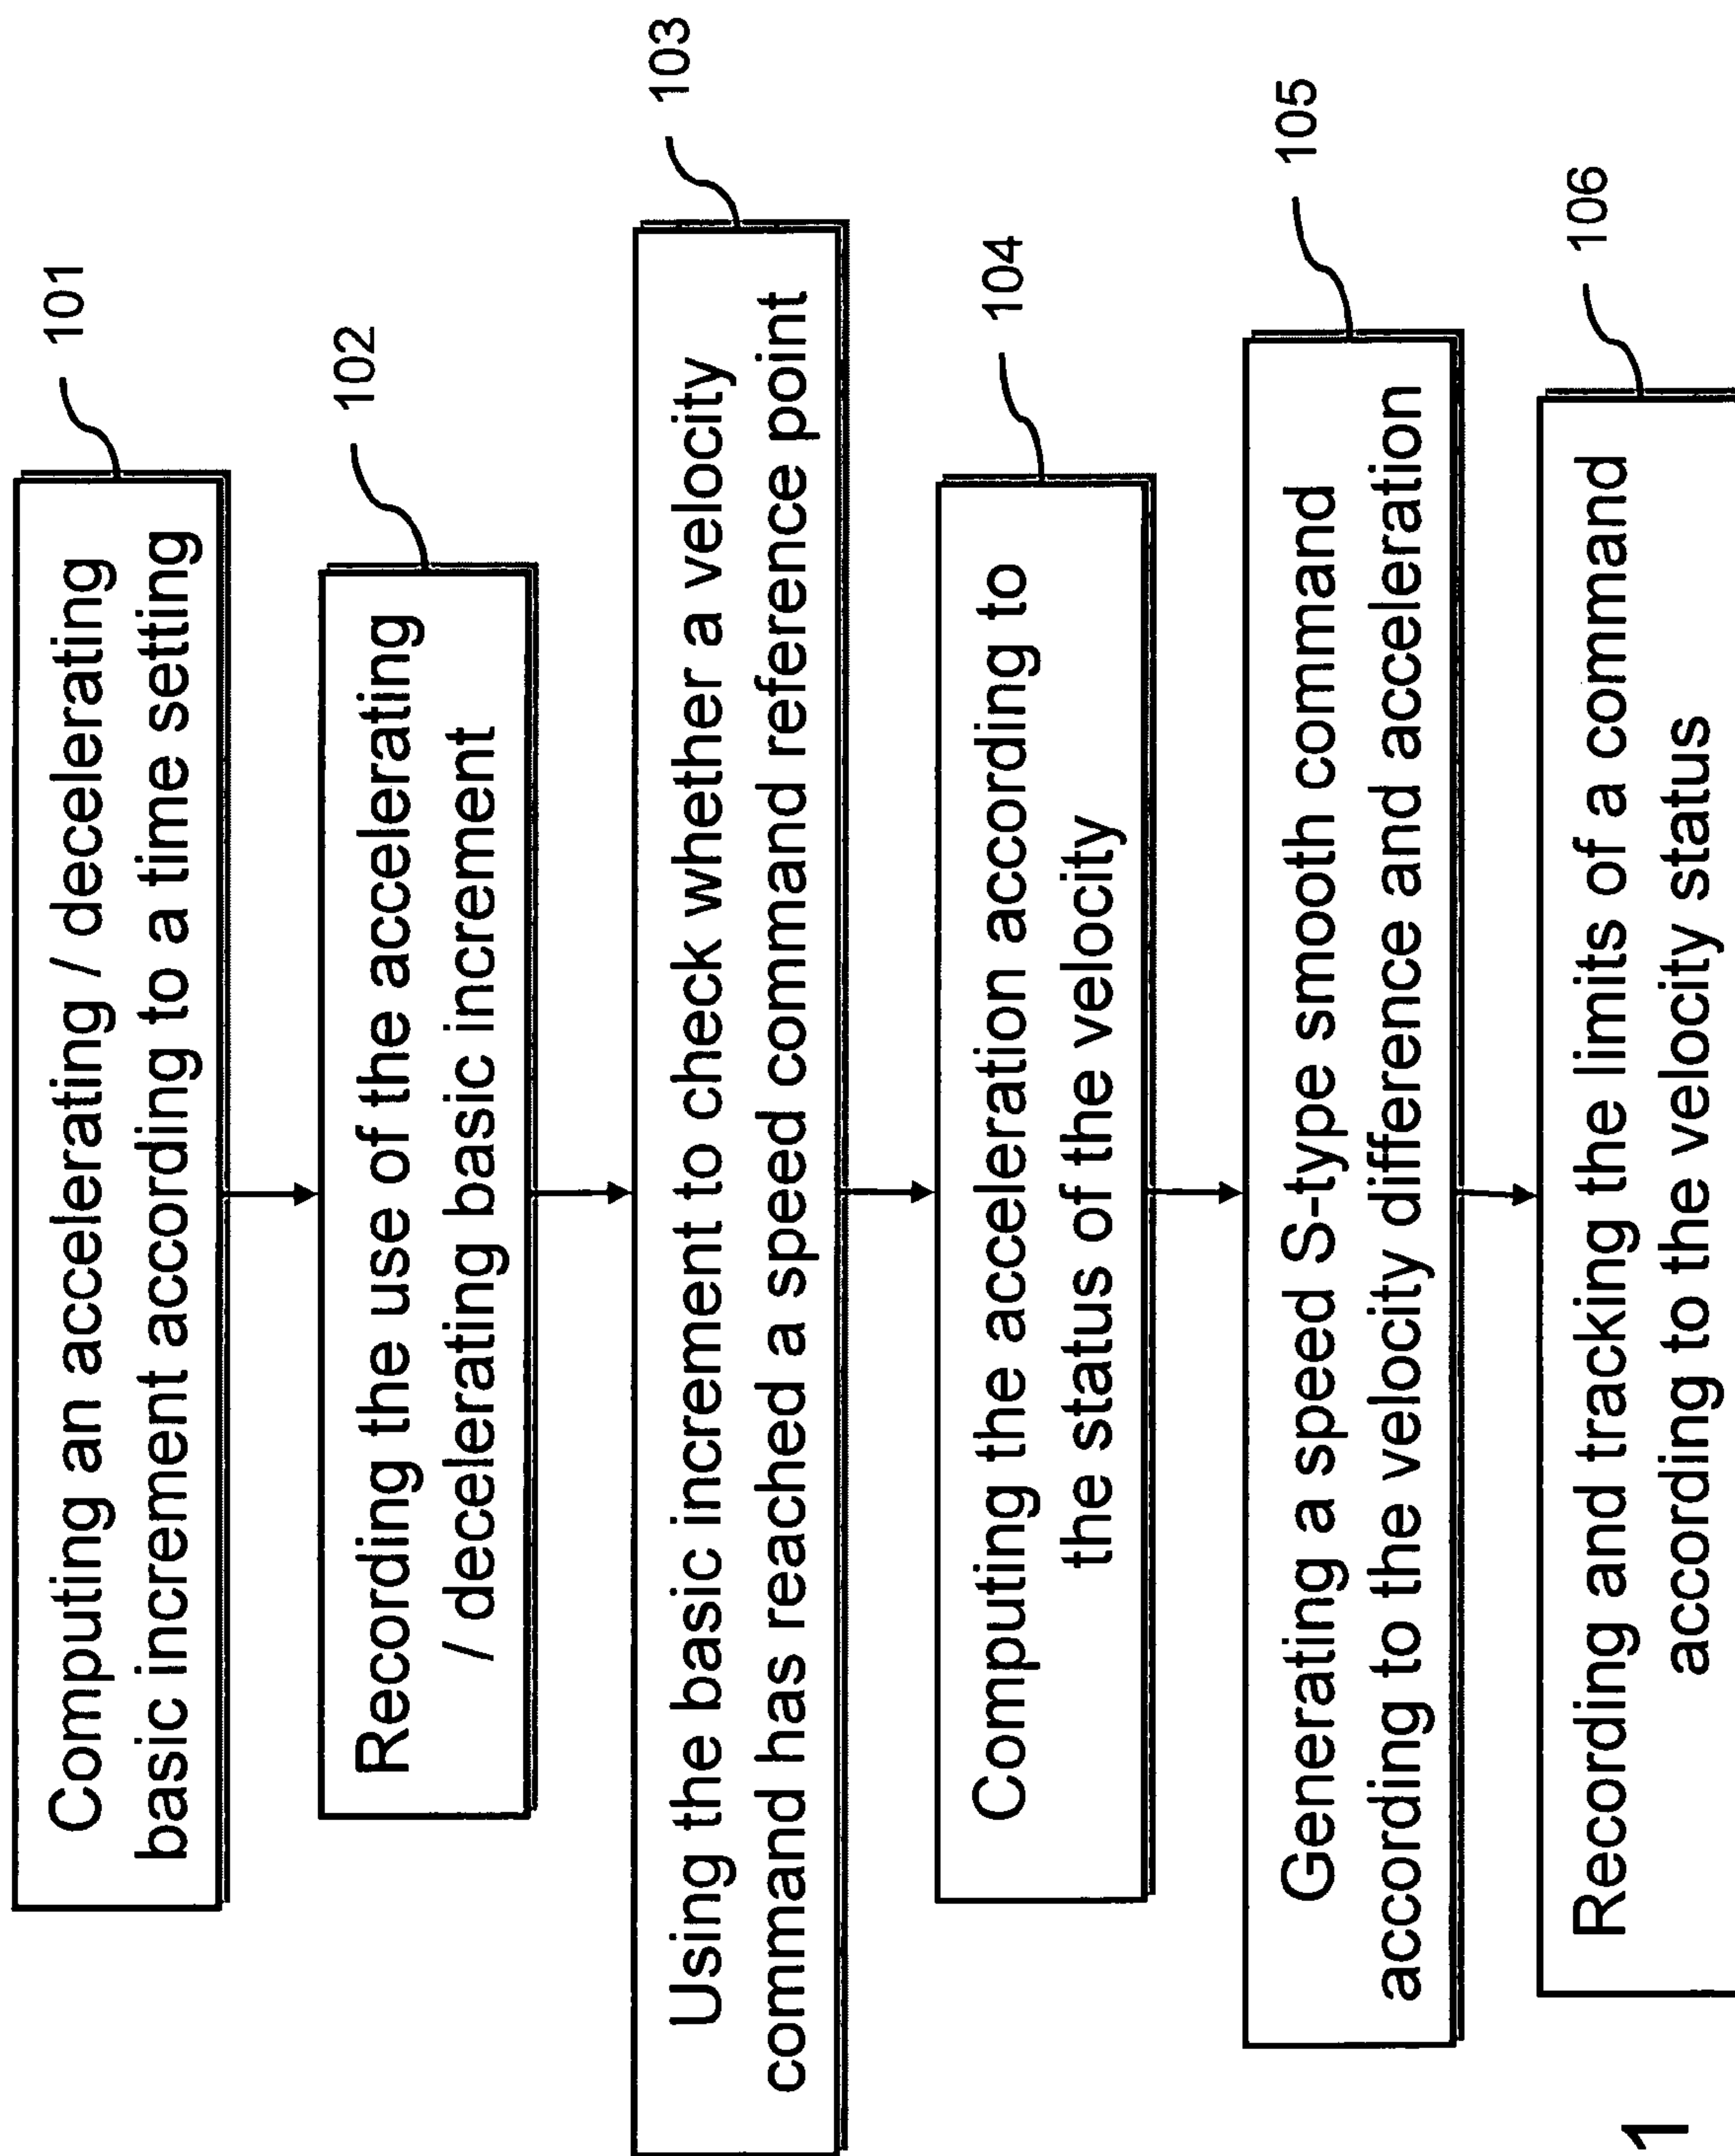 Computing an accelerating / decelerating
basic increment according to a time setting
101
Recording the use of the accelerating
/ decelerating basic increment
102
Using the basic increment to check whether a velocity
command has reached a speed command reference point
103
Computing the acceleration according to
the status of the velocity
104
Generating a speed S-type smooth command
according to the velocity difference and acceleration
105
Recording and tracking the limits of a command
according to the velocity status
106
1